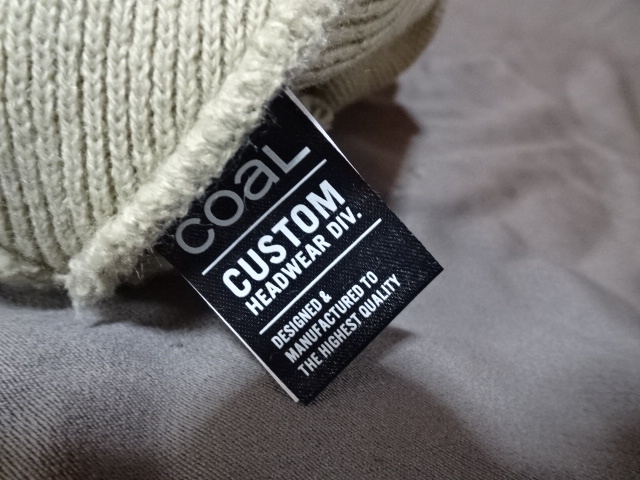 coaL
CUSTOM
HEADWEAR DIV.
DESIGNED &
MANUFACTURED TO
THE HIGHEST QUALITY